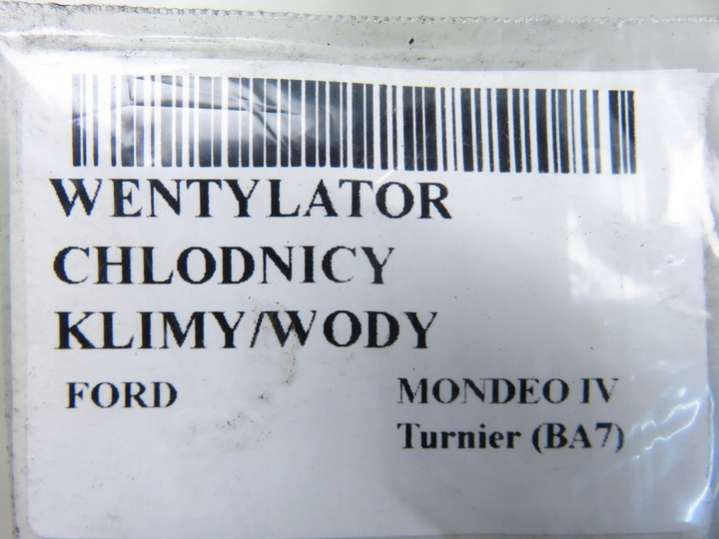 WENTYLATOR
CHLODNICY
KLIMY/WODY
FORD
MONDEO IV
Turnier (BA7)